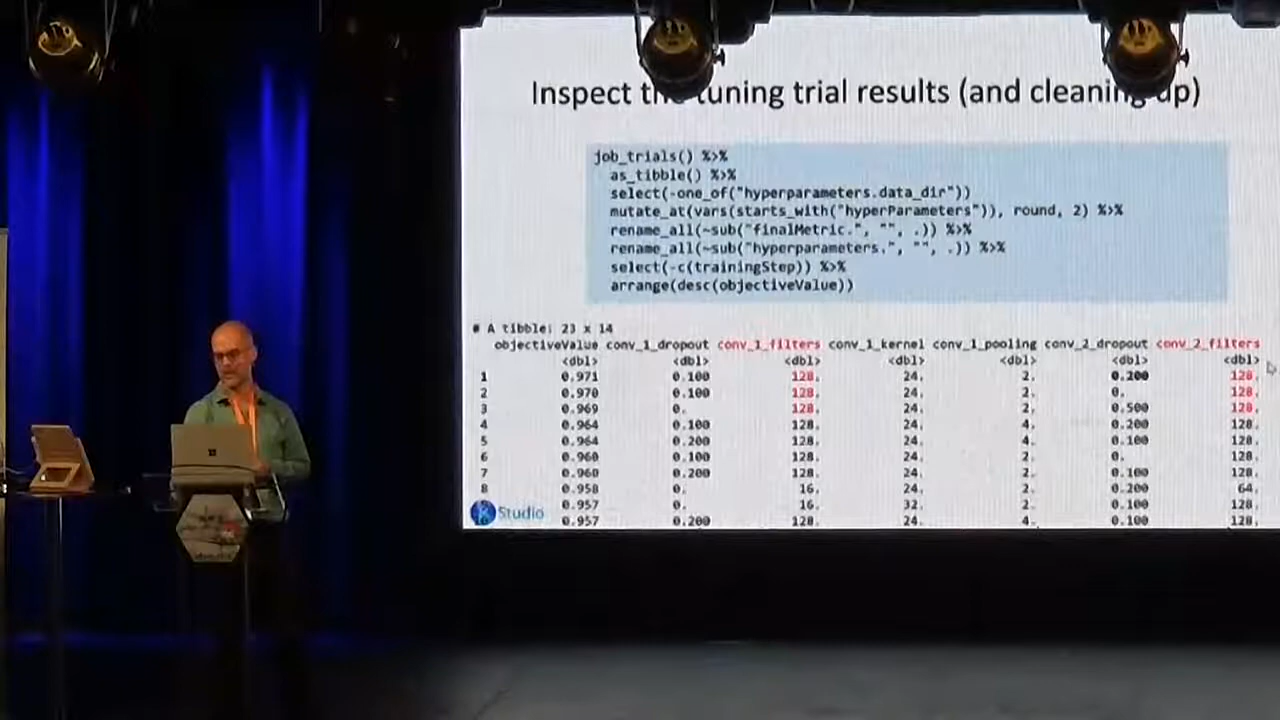 Inspect the tuning trial results (and cleaning up)
job_trials() %>%
as_tibble() %>%
select(-one_of("hyperparameters.data_dir"))
mutate_at(vars(starts_with("hyperParameters")), round, 2) %>%
rename_all(~sub("finalMetric.", "", .)) %>%
rename_all(~sub("hyperparameters.", "", .)) %>%
select(-c(trainingStep)) %>%
arrange(desc(objectiveValue))
# A tibble: 23 x 14
objectiveValue conv_1_dropout conv_1_filters conv_1_kernel conv_1_pooling conv_2_dropout conv_2_filters
<dbl> <dbl> <dbl> <dbl> <dbl> <dbl> <dbl>
1 0.971 0.100 128. 24. 2. 0.200 128.
2 0.970 0.100 128. 24. 2. 0. 128.
3 0.969 0. 128. 24. 2. 0.500 128.
4 0.964 0.100 128. 24. 4. 0.200 128.
5 0.964 0.200 128. 24. 4. 0.100 128.
6 0.960 0.100 128. 24. 2. 0. 128.
7 0.960 0.200 128. 24. 2. 0.100 128.
8 0.958 0. 16. 24. 2. 0.200 64.
0.957 0. 16. 32. 2. 0.100 128.
0.957 0.200 128. 24. 4. 0.100 128.
R Studio